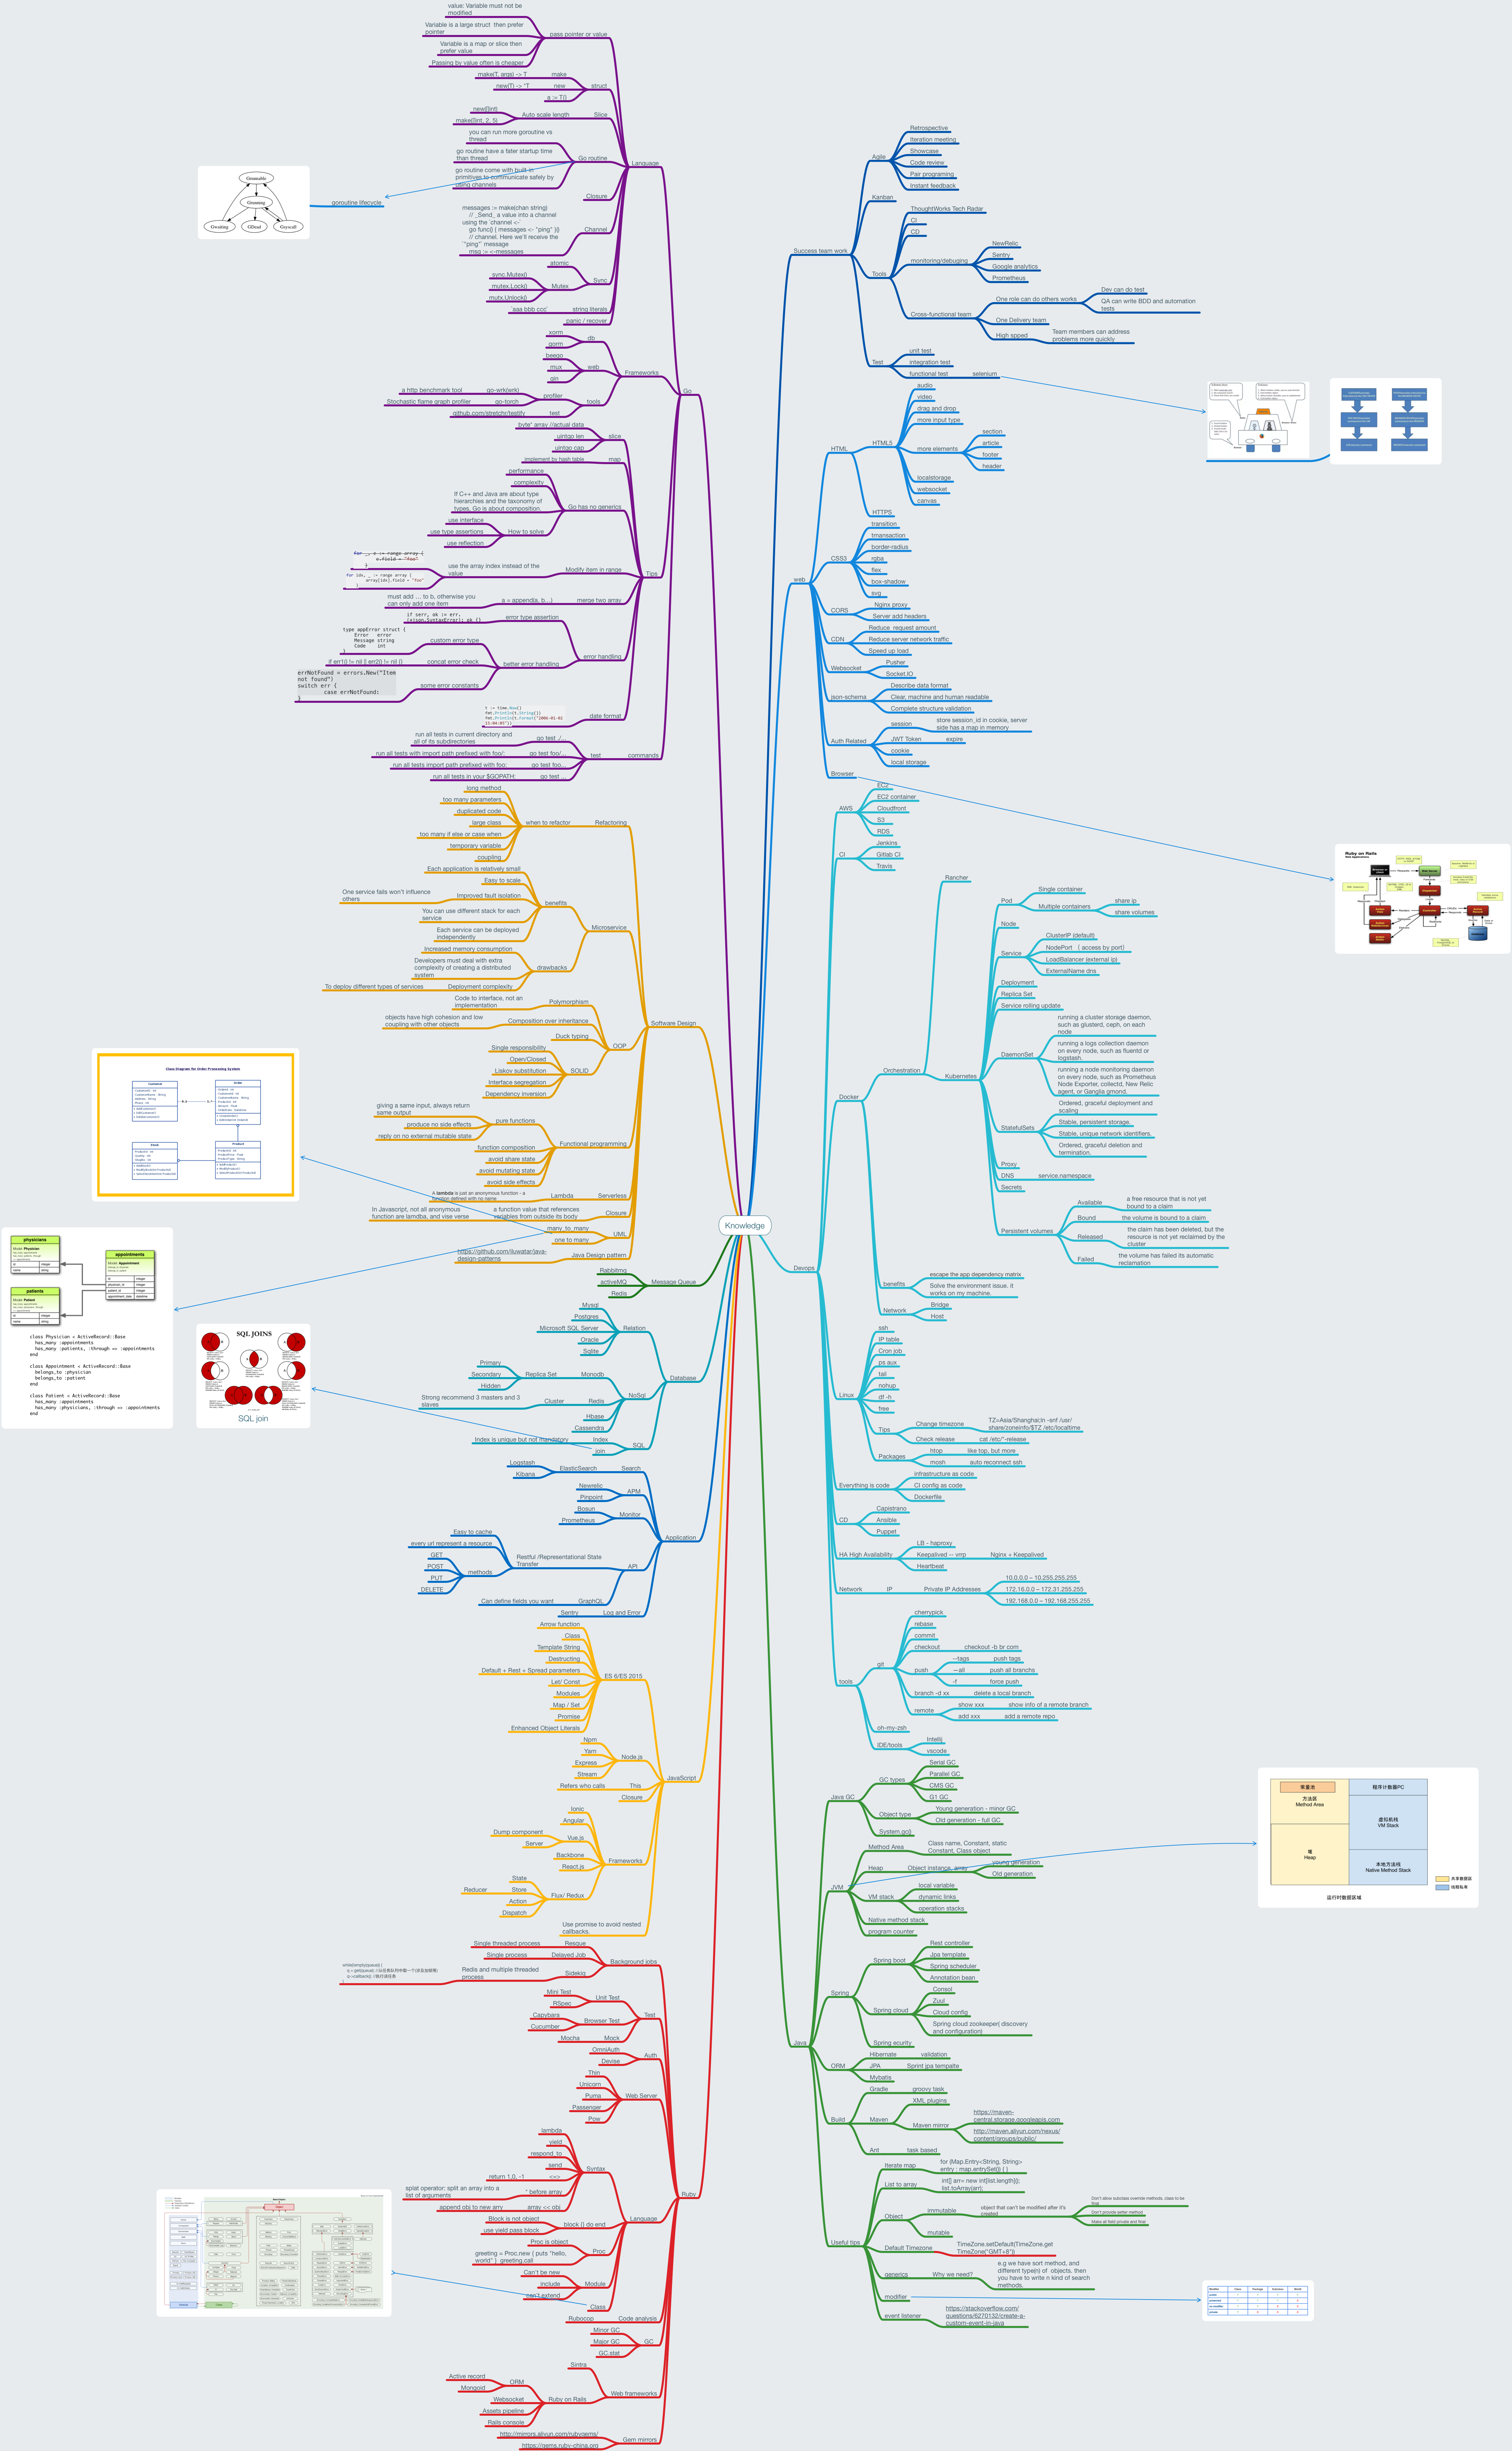 Knowledge
Go
Language
pass pointer or value
value: Variable must not be
modified
Variable is a large struct then prefer
pointer
Variable is a map or slice then
prefer value
Passing by value often is cheaper
struct
make
make(T, args) -> T
new
new(T) -> *T
a := T{}
Slice
Auto scale length
new([]int)
make([]int, 2, 5)
Go routine
you can run more goroutine vs
thread
go routine have a fater startup time
than thread
go routine come with built-in
primitives to communicate safely by
using channels
goroutine lifecycle
Grunnable
Grunning
Gwaiting
GDead
Gsyscall
Closure
Channel
messages := make(chan string)
// _Send_ a value into a channel
using the `channel <-`
go func() { messages <- "ping" }()
// channel. Here we'll receive the
`"ping"` message
msg := <-messages
Sync
atomic
Mutex
sync.Mutex{}
mutex.Lock()
mutx.Unlock()
string literals
`aaa bbb ccc`
panic / recover
Frameworks
db
xorm
gorm
web
beego
mux
gin
tools
profiler
go-wrk(wrk)
a http benchmark tool
go-torch
Stochastic flame graph profiler
test
github.com/stretchr/testify
Tips
slice
byte* array //actual data
uintgo len
uintgo cap
map
implement by hash table
Go has no generics
performance
complexity
If C++ and Java are about type
hierarchies and the taxonomy of
types, Go is about composition.
How to solve
use interface
use type assertions
use reflection
Modify item in range
use the array index instead of the
value
for _, e := range array {
e.field = "foo"
}
for idx, _ := range array {
array[idx].field = "foo"
}
merge two array
a = append(a, b...)
must add … to b, otherwise you
can only add one item
error handling
error type assertion
if serr, ok := err.
(*json.SyntaxError); ok {}
better error handling
custom error type
type appError struct {
Error error
Message string
Code int
}
concat error check
if err1() != nil || err2() != nil {}
some error constants
errNotFound = errors.New("Item
not found")
switch err {
case errNotFound:
}
date format
t := time.Now()
fmt.Println(t.String())
fmt.Println(t.Format("2006-01-02
15:04:05"))
commands
test
go test ./...
run all tests in current directory and
all of its subdirectories
go test foo/...
run all tests with import path prefixed with foo/:
go test foo...
run all tests import path prefixed with foo:
go test ...
run all tests in your $GOPATH:
Software Design
Refactoring
when to refactor
long method
too many parameters
duplicated code
large class
too many if else or case when
temporary variable
coupling
Microservice
benefits
Each application is relatively small
Easy to scale
Improved fault isolation
One service fails won't influence
others
You can use different stack for each
service
Each service can be deployed
independently
drawbacks
Increased memory consumption
Developers must deal with extra
complexity of creating a distributed
system
Deployment complexity
To deploy different types of services
OOP
Polymorphism
Code to interface, not an
implementation
Composition over inheritance
objects have high cohesion and low
coupling with other objects
Duck typing
SOLID
Single responsibility
Open/Closed
Liskov substitution
Interface segregation
Dependency inversion
Functional programming
pure functions
giving a same input, always return
same output
produce no side effects
reply on no external mutable state
function composition
avoid share state
avoid mutating state
avoid side effects
Serverless
Lambda
A lambda is just an anonymous function - a
function defined with no name
Closure
a function value that references
variables from outside its body
In Javascript, not all anonymous
function are lamdba, and vise verse
UML
many_to_many
one to many
Java Design pattern
https://github.com/iluwatar/java-
design-patterns
Class Diagram for Order Processing System
Customer
Order
Stock
Product
physicians
Model: Physician
id integer
name string
appointments
Model: Appointment
id integer
physician_id integer
patient_id integer
appointment_date datetime
patients
Model: Patient
id integer
name string
class Physician < ActiveRecord::Base
has_many :appointments
has_many :patients, :through => :appointments
end
class Appointment < ActiveRecord::Base
belongs_to :physician
belongs_to :patient
end
class Patient < ActiveRecord::Base
has_many :appointments
has_many :physicians, :through => :appointments
end
Message Queue
Rabbitmq
activeMQ
Redis
Database
Relation
Mysql
Postgres
Microsoft SQL Server
Oracle
Sqlite
NoSql
Monodb
Replica Set
Primary
Secondary
Hidden
Redis
Cluster
Strong recommend 3 masters and 3
slaves
Hbase
Cassendra
SQL
Index
Index is unique but not mandatory
join
SQL JOINS
SQL join
Application
Search
ElasticSearch
Logstash
Kibana
APM
Newrelic
Pinpoint
Monitor
Bosun
Prometheus
API
Restful /Representational State
Transfer
Easy to cache
every url represent a resource
methods
GET
POST
PUT
DELETE
GraphQL
Can define fields you want
Log and Error
Sentry
JavaScript
ES 6/ES 2015
Arrow function
Class
Template String
Destructing
Default + Rest + Spread parameters
Let/ Const
Modules
Map / Set
Promise
Enhanced Object Literals
Node.js
Npm
Yarn
Express
Stream
This
Refers who calls
Closure
Frameworks
Ionic
Angular
Vue.js
Dump component
Server
Backbone
React.js
Flux/ Redux
State
Store
Reducer
Action
Dispatch
Use promise to avoid nested
callbacks.
Ruby
Background jobs
Resque
Single threaded process
Delayed Job
Single process
Sidekiq
Redis and multiple threaded
process
Test
Unit Test
Mini Test
RSpec
Browser Test
Capybara
Cucumber
Mock
Mocha
Auth
OmniAuth
Devise
Web Server
Thin
Unicorn
Puma
Passenger
Pow
Language
Syntax
lambda
yield
respond_to
send
<=>
return 1,0, -1
* before array
splat operator: split an array into a
list of arguments
array << obj
append obj to new any
block {} do end
Block is not object
use yield pass block
Proc
Proc is object
greeting = Proc.new { puts "hello,
world" } greeting.call
Module
Can't be new
include
can't extend
Class
Code analysis
Rubocop
GC
Minor GC
Major GC
GC.stat
Web frameworks
Sintra
Ruby on Rails
ORM
Active record
Mongoid
Websocket
Assets pipeline
Rails console
Gem mirrors
http://mirrors.aliyun.com/rubygems/
https://gems.ruby-china.org
Success team work
Agile
Retrospective
Iteration meeting
Showcase
Code review
Pair programing
Instant feedback
Kanban
Tools
ThoughtWorks Tech Radar
CI
CD
monitoring/debuging
NewRelic
Sentry
Google analytics
Prometheus
Cross-functional team
One role can do others works
Dev can do test
QA can write BDD and automation
tests
One Delivery team
High spped
Team members can address
problems more quickly
Test
unit test
integration test
functional test
selenium
web
HTML
HTML5
audio
video
drag and drop
more input type
more elements
section
article
footer
header
localstorage
websocket
canvas
HTTPS
CSS3
transition
trnansaction
border-radius
rgba
flex
box-shadow
svg
CORS
Nginx proxy
Server add headers
CDN
Reduce request amount
Reduce server network traffic
Speed up load
Websocket
Pusher
Socket.IO
json-schema
Describe data format
Clear, machine and human readable
Complete structure validation
Auth Related
session
store session_id in cookie, server
side has a map in memory
JWT Token
expire
cookie
local storage
Browser
Ruby on Rails
Web Applications
Devops
AWS
EC2
EC2 container
Cloudfront
S3
RDS
CI
Jenkins
Gitlab CI
Travis
Docker
Orchestration
Rancher
Kubernetes
Pod
Single container
Multiple containers
share ip
share volumes
Node
Service
ClusterIP (default)
NodePort ( access by port)
LoadBalancer (external ip)
ExternalName dns
Deployment
Replica Set
Service rolling update
DaemonSet
running a cluster storage daemon,
such as glusterd, ceph, on each
node
running a logs collection daemon
on every node, such as fluentd or
logstash.
running a node monitoring daemon
on every node, such as Prometheus
Node Exporter, collectd, New Relic
agent, or Ganglia gmond.
StatefulSets
Ordered, graceful deployment and
scaling
Stable, persistent storage.
Stable, unique network identifiers.
Ordered, graceful deletion and
termination.
Proxy
DNS
service.namespace
Secrets
Persistent volumes
Available
a free resource that is not yet
bound to a claim
Bound
the volume is bound to a claim
Released
the claim has been deleted, but the
resource is not yet reclaimed by the
cluster
Failed
the volume has failed its automatic
reclamation
benefits
escape the app dependency matrix
Solve the environment issue. it
works on my machine.
Network
Bridge
Host
Linux
ssh
IP table
Cron job
ps aux
tail
nohup
df -h
free
Tips
Change timezone
TZ=Asia/Shanghai;ln -snf /usr/
share/zoneinfo/$TZ /etc/localtime
Check release
cat /etc/*-release
Packages
htop
like top, but more
mosh
auto reconnect ssh
Everything is code
infrastructure as code
CI config as code
Dockerfile
CD
Capistrano
Ansible
Puppet
HA High Availability
LB - haproxy
Keepalived -- vrrp
Nginx + Keepalived
Heartbeat
Network
IP
Private IP Addresses
10.0.0.0 – 10.255.255.255
172.16.0.0 – 172.31.255.255
192.168.0.0 – 192.168.255.255
tools
git
cherrypick
rebase
commit
checkout
checkout -b br com
push
--tags
push tags
—all
push all branchs
-f
force push
branch -d xx
delete a local branch
remote
show xxx
show info of a remote branch
add xxx
add a remote repo
oh-my-zsh
IDE/tools
Intellij
vscode
Java
Java GC
GC types
Serial GC
Parallel GC
CMS GC
G1 GC
Object type
Young generation - minor GC
Old generation - full GC
System.gc()
JVM
Method Area
Class name, Constant, static
Constant, Class object
Heap
Object instance, array
young generation
Old generation
VM stack
local variable
dynamic links
operation stacks
Native method stack
program counter
常量池
方法区
Method Area
堆
Heap
程序计数器PC
虚拟机栈
VM Stack
本地方法栈
Native Method Stack
共享数据区
线程私有
运行时数据区域
Spring
Spring boot
Rest controller
Jpa template
Spring scheduler
Annotation bean
Spring cloud
Consol
Zuul
Cloud config
Spring cloud zookeeper( discovery
and configuration)
Spring ecurity
ORM
Hibernate
validation
JPA
Sprint jpa tempalte
Mybatis
Build
Gradle
groovy task
Maven
XML plugins
Maven mirror
https://maven-
central.storage.googleapis.com
http://maven.aliyun.com/nexus/
content/groups/public/
Ant
task based
Useful tips
Iterate map
for (Map.Entry<String, String>
entry : map.entrySet()) { }
List to array
int[] arr= new int[list.length]();
list.toArray(arr);
Object
immutable
object that can't be modified after it's
created
Don't allow subclass override methods, class to be
final
Don't provide setter method
Make all field private and final
mutable
Default Timezone
TimeZone.setDefault(TimeZone.get
TimeZone("GMT+8"))
generica
Why we need?
e.g we have sort method, and
different type(n) of objects. then
you have to write n kind of search
methods.
modifier
event listener
https://stackoverflow.com/
questions/6270132/create-a-
custom-event-in-java